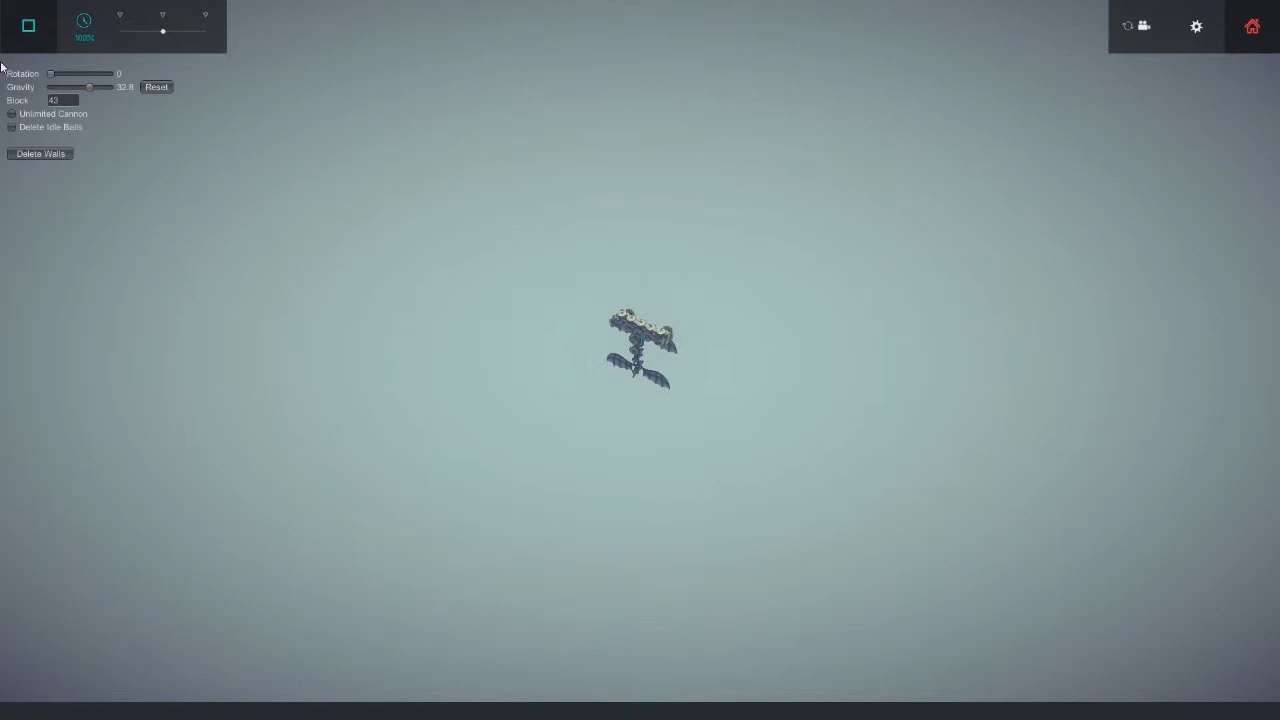 100%
Rotation 0
Gravity 32.8 Reset
Block 43
Unlimited Cannon
Delete Idle Balls
Delete Walls